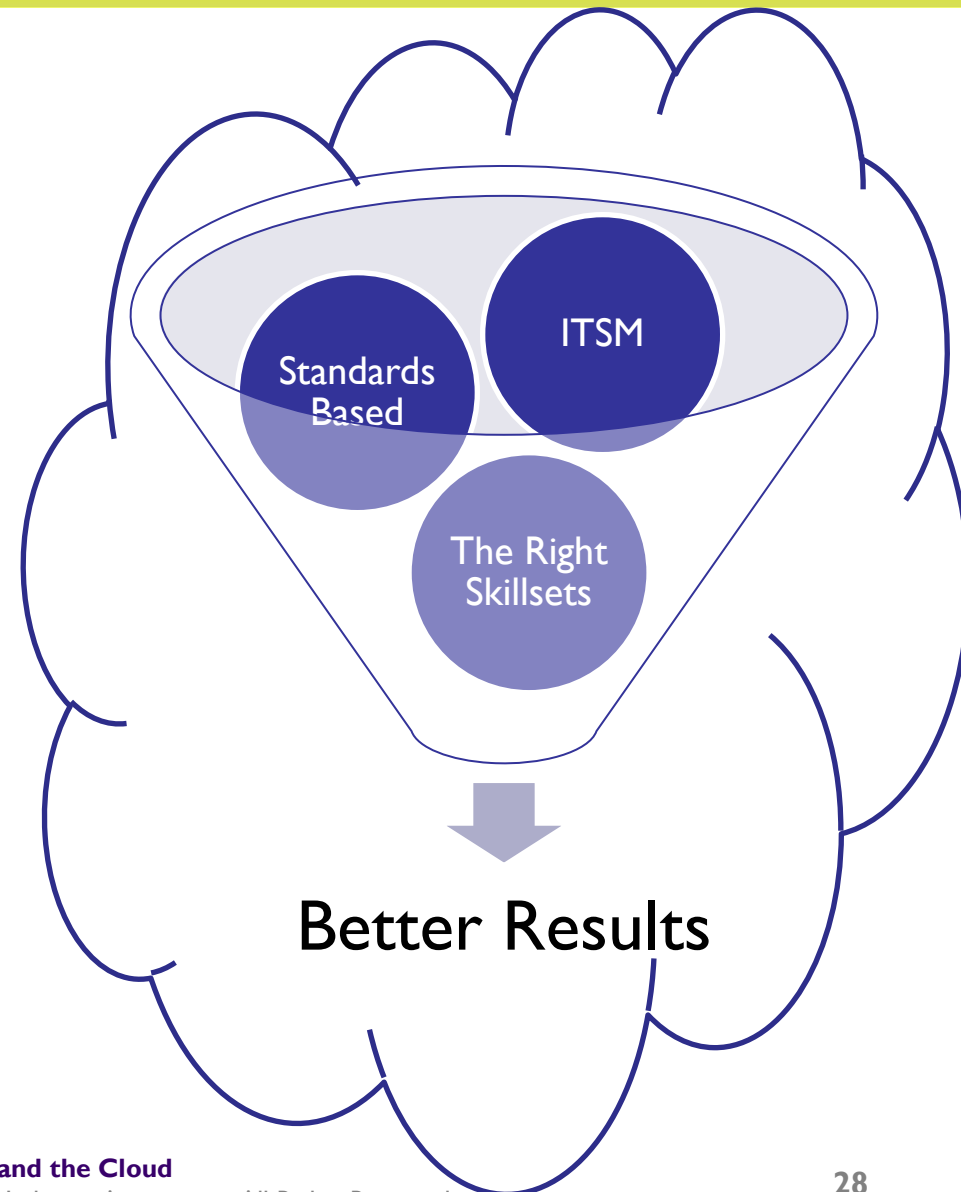 ITSM
Standards
Based
The Right
Skillsets
Better Results
and the Cloud
28